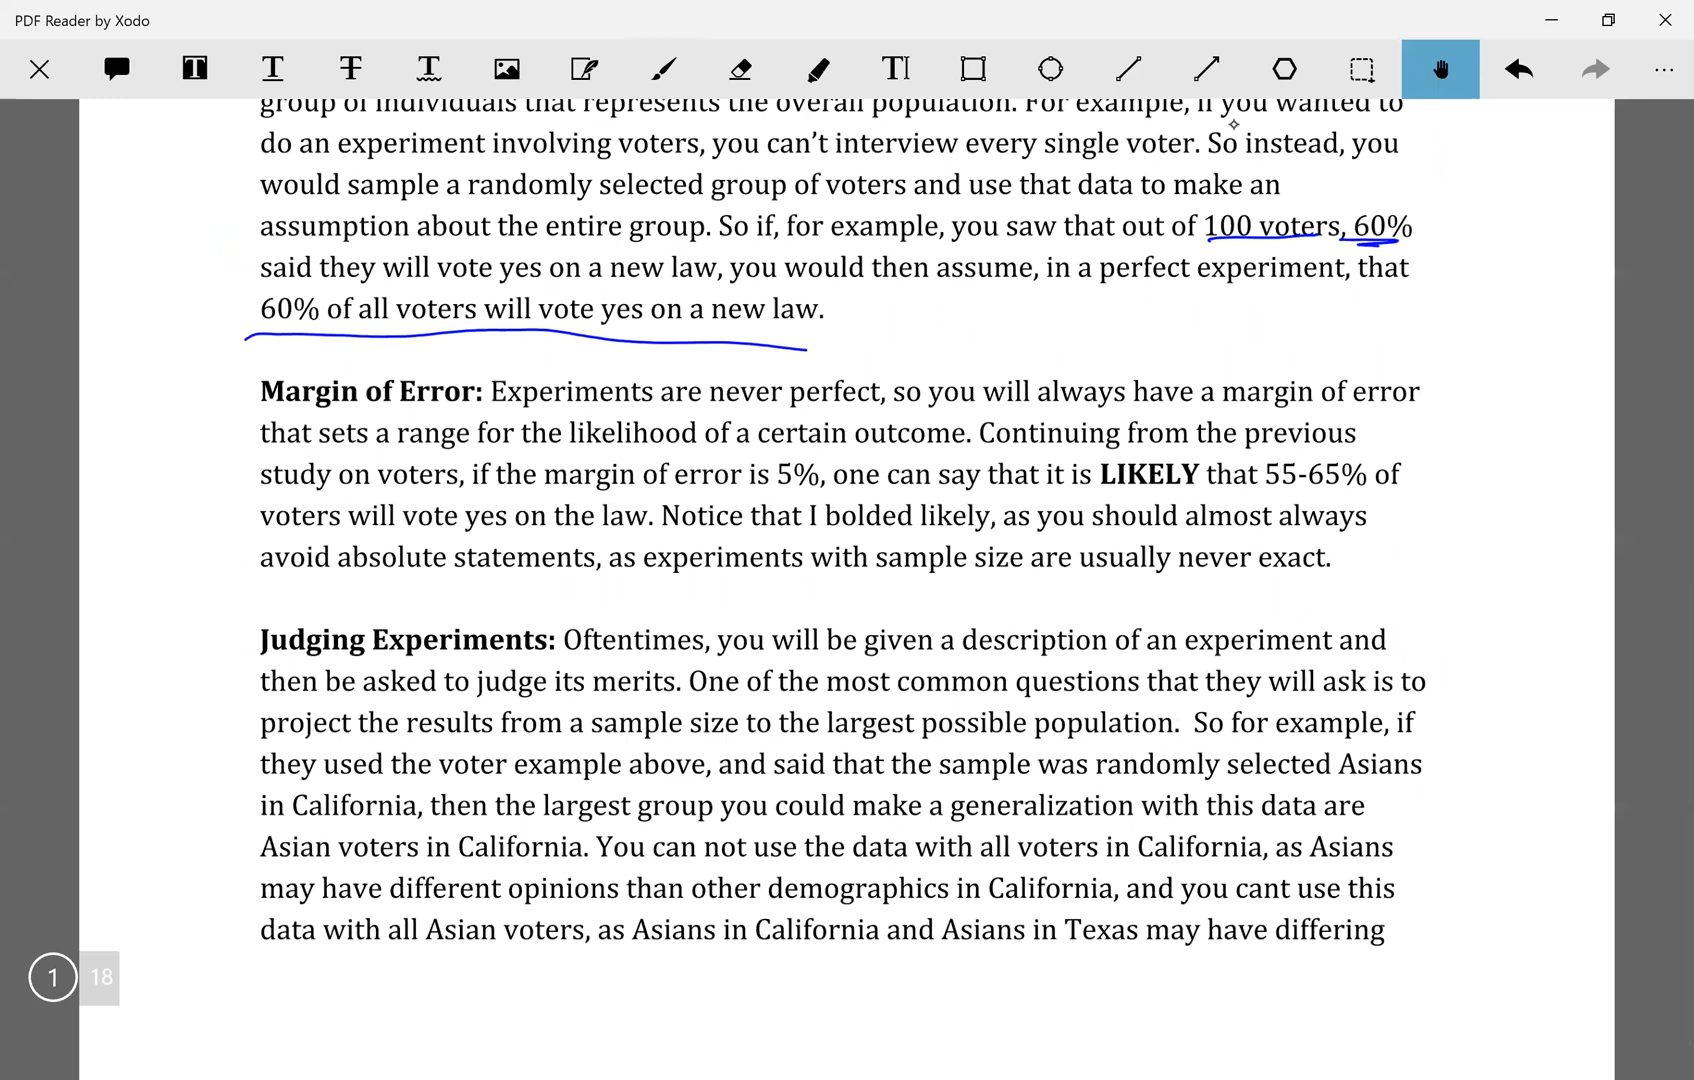 PDF Reader by Xodo
group of individuals that represents the overall population. For example, if you wanted to
do an experiment involving voters, you can’t interview every single voter. So instead, you
would sample a randomly selected group of voters and use that data to make an
assumption about the entire group. So if, for example, you saw that out of 100 voters, 60%
said they will vote yes on a new law, you would then assume, in a perfect experiment, that
60% of all voters will vote yes on a new law.
Margin of Error: Experiments are never perfect, so you will always have a margin of error
that sets a range for the likelihood of a certain outcome. Continuing from the previous
study on voters, if the margin of error is 5%, one can say that it is LIKELY that 55-65% of
voters will vote yes on the law. Notice that I bolded likely, as you should almost always
avoid absolute statements, as experiments with sample size are usually never exact.
Judging Experiments: Oftentimes, you will be given a description of an experiment and
then be asked to judge its merits. One of the most common questions that they will ask is to
project the results from a sample size to the largest possible population.  So for example, if
they used the voter example above, and said that the sample was randomly selected Asians
in California, then the largest group you could make a generalization with this data are
Asian voters in California. You can not use the data with all voters in California, as Asians
may have different opinions than other demographics in California, and you cant use this
data with all Asian voters, as Asians in California and Asians in Texas may have differing
1 18